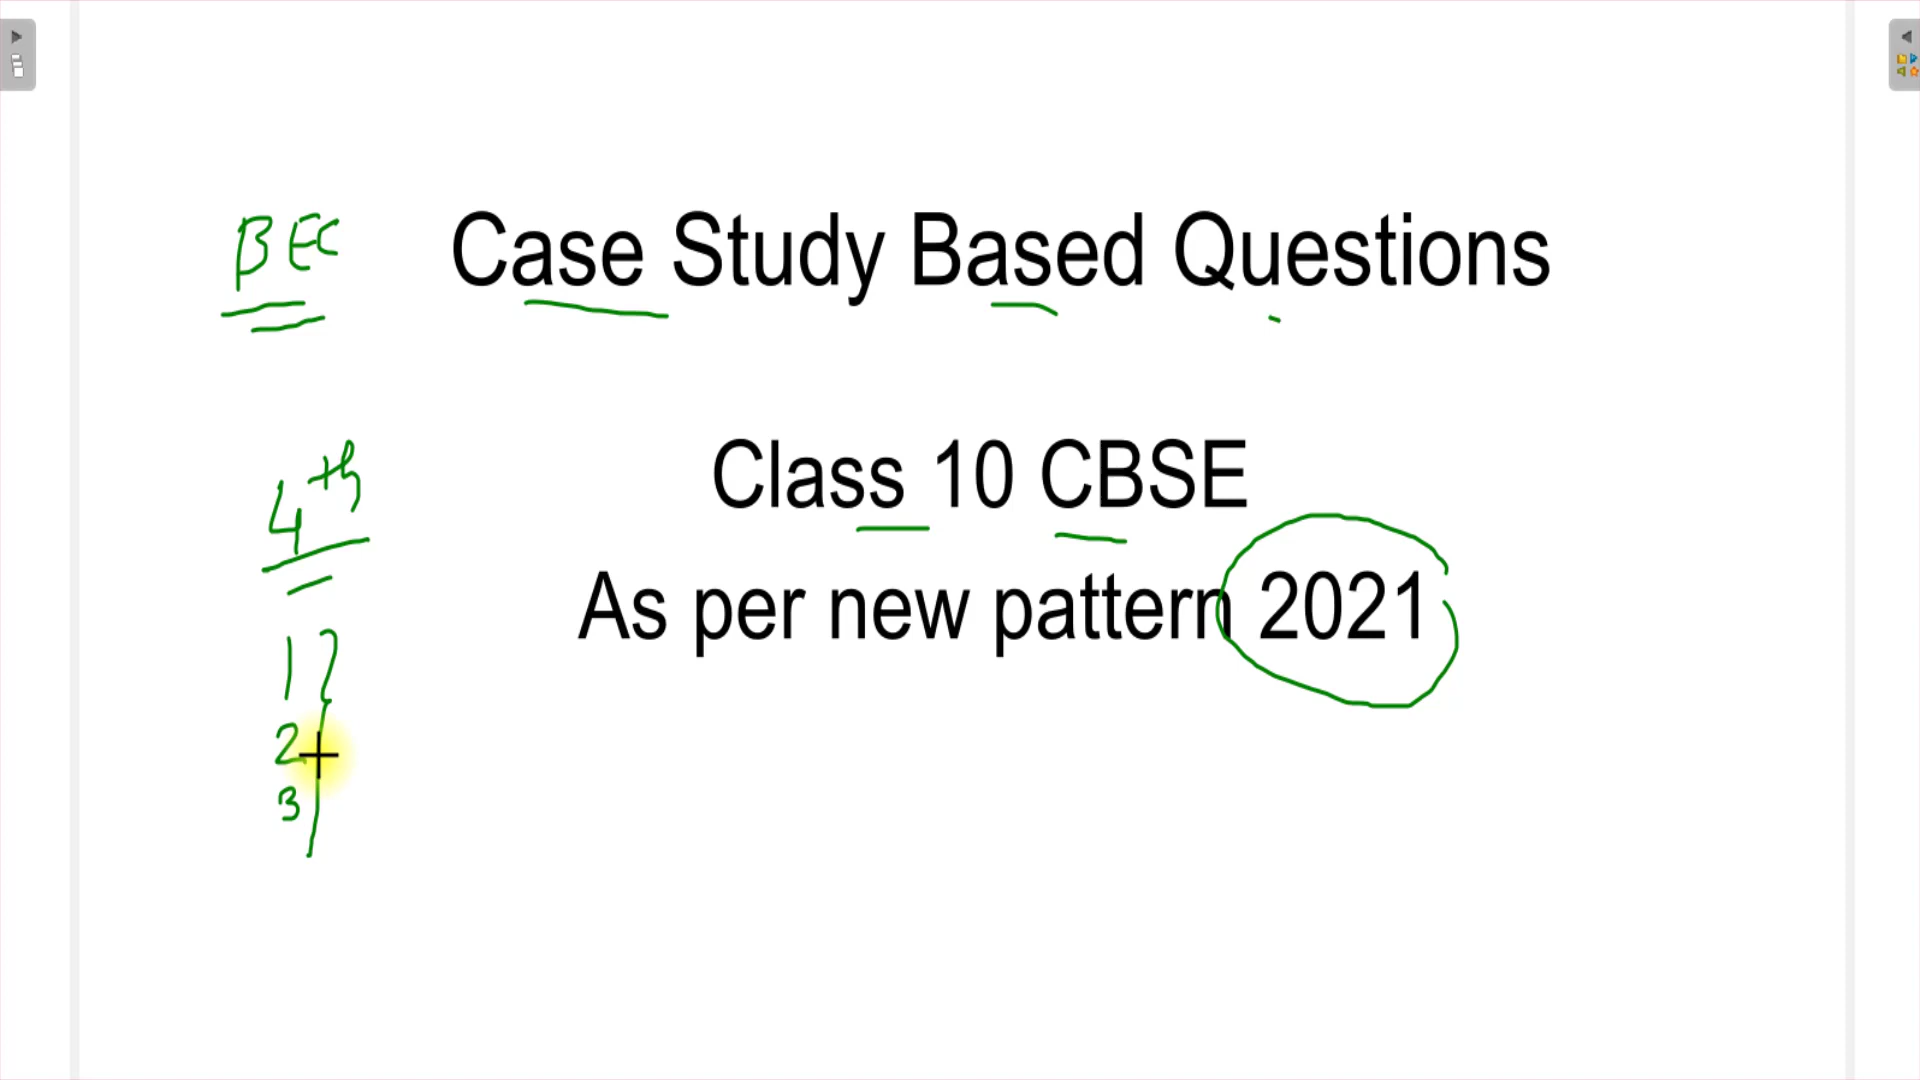 BEC Case Study Based Questions
4th Class 10 CBSE
As per new pattern 2021
1
2
3